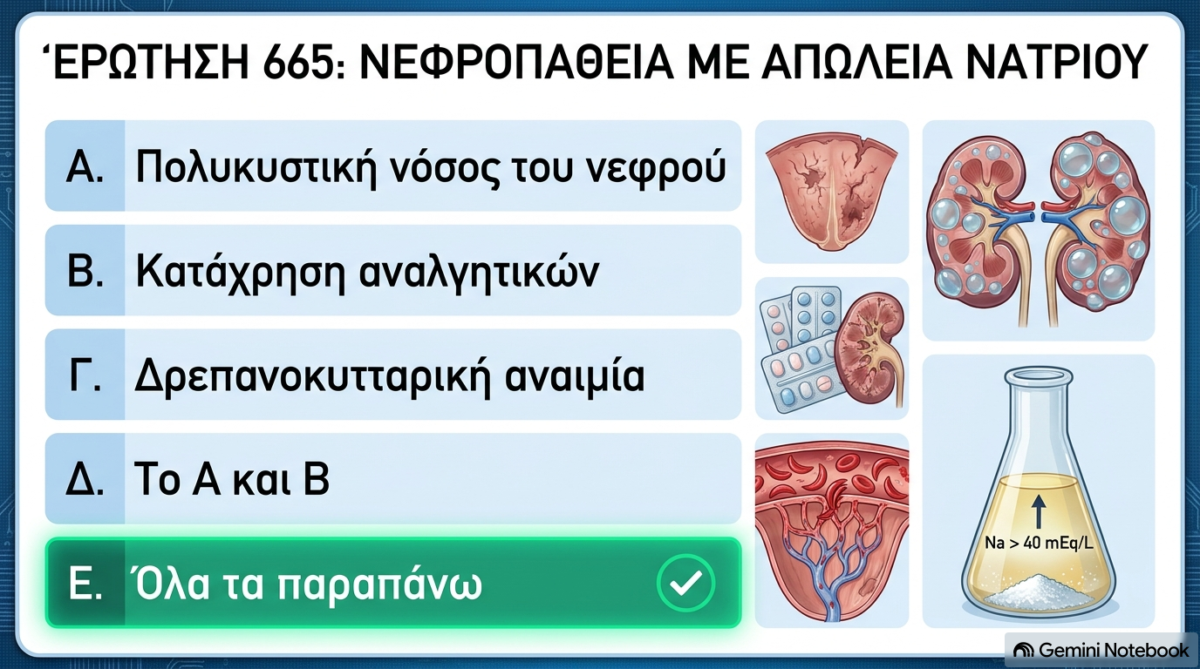 ΈΡΩΤΗΣΗ 665: ΝΕΦΡΟΠΑΘΕΙΑ ΜΕ ΑΠΩΛΕΙΑ ΝΑΤΡΙΟΥ
Α. Πολυκυστική νόσος του νεφρού
Β. Κατάχρηση αναλγητικών
Γ. Δρεπανοκυτταρική αναιμία
Δ. Το Α και Β
Ε. Όλα τα παραπάνω
Na > 40 mEq/L
Gemini Notebook